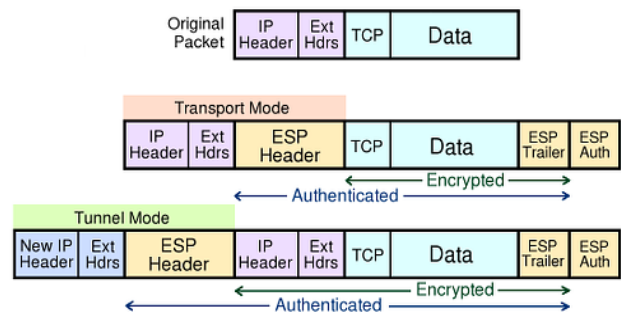 Original
Packet
IP
Header
Ext
Hdrs
TCP
Data
Transport Mode
IP
Header
Ext
Hdrs
ESP
Header
TCP
Data
ESP
Trailer
ESP
Auth
Encrypted
Authenticated
Tunnel Mode
New IP
Header
Ext
Hdrs
ESP
Header
IP
Header
Ext
Hdrs
TCP
Data
ESP
Trailer
ESP
Auth
Encrypted
Authenticated